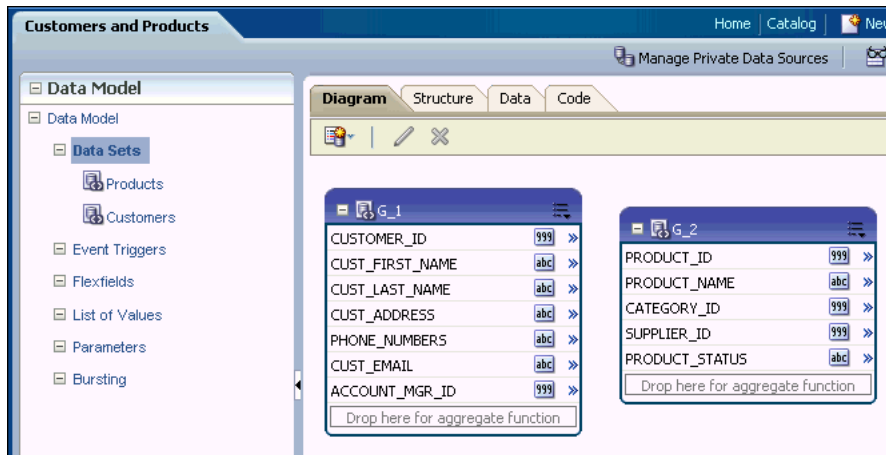 Customers and Products
Home Catalog
Manage Private Data Sources
Data Model
Data Model
Data Sets
Products
Customers
Event Triggers
Flexfields
List of Values
Parameters
Bursting
Diagram Structure Data Code
G_1
CUSTOMER_ID 999
CUST_FIRST_NAME abc
CUST_LAST_NAME abc
CUST_ADDRESS abc
PHONE_NUMBERS abc
CUST_EMAIL abc
ACCOUNT_MGR_ID 999
Drop here for aggregate function
G_2
PRODUCT_ID 999
PRODUCT_NAME abc
CATEGORY_ID 999
SUPPLIER_ID 999
PRODUCT_STATUS abc
Drop here for aggregate function